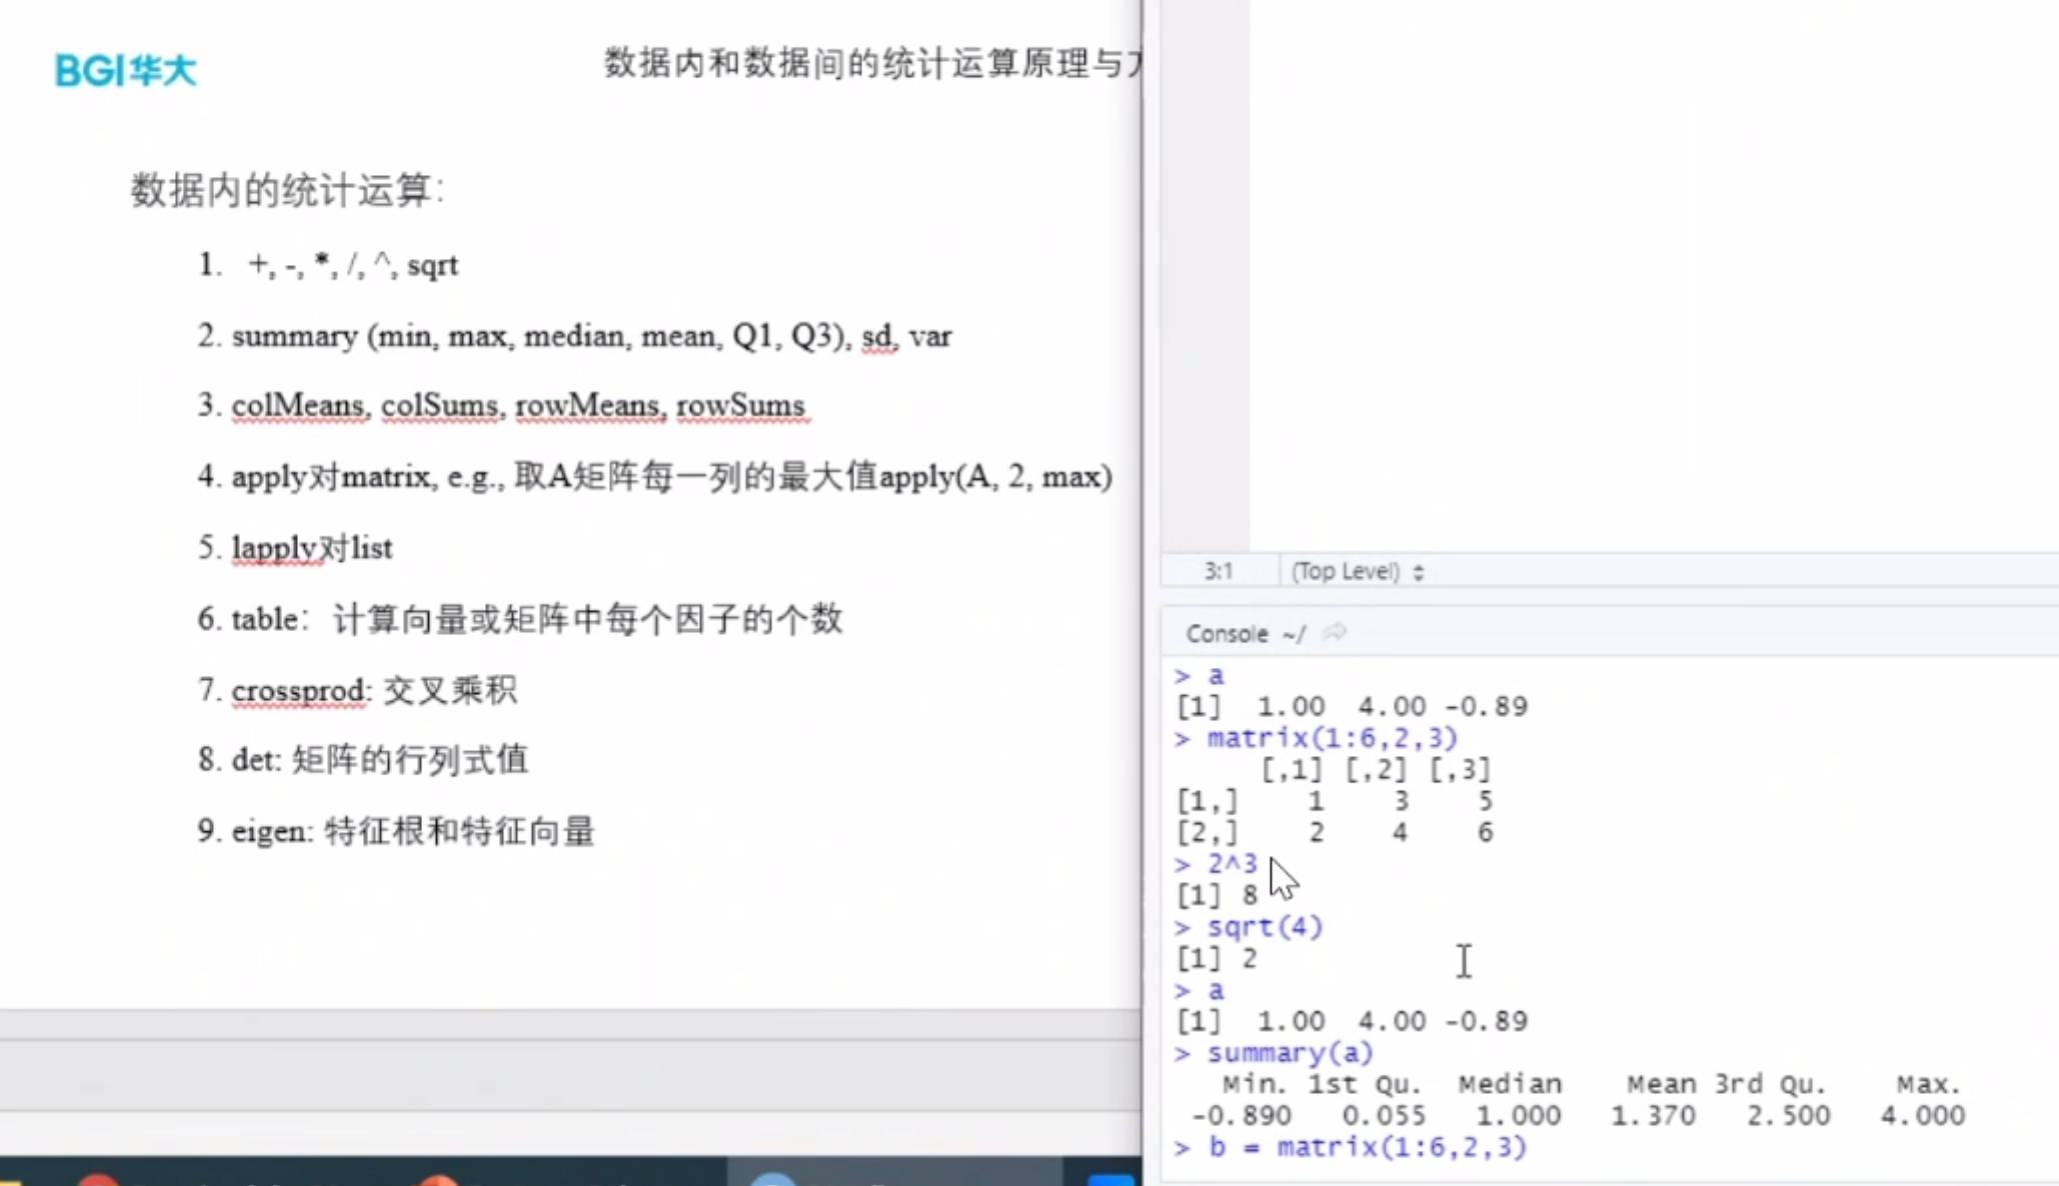 BGI华大
数据内和数据间的统计运算原理与
数据内的统计运算：
1. +, -, *, /, ^, sqrt
2. summary (min, max, median, mean, Q1, Q3), sd, var
3. colMeans, colSums, rowMeans, rowSums
4. apply对matrix, e.g., 取A矩阵每一列的最大值apply(A, 2, max)
5. lapply对list
6. table：计算向量或矩阵中每个因子的个数
7. crossprod: 交叉乘积
8. det: 矩阵的行列式值
9. eigen: 特征根和特征向量
3:1 (Top Level)
Console ~/
> a
[1] 1.00 4.00 -0.89
> matrix(1:6,2,3)
[,1] [,2] [,3]
[1,] 1 3 5
[2,] 2 4 6
> 2^3
[1] 8
> sqrt(4)
[1] 2
> a
[1] 1.00 4.00 -0.89
> summary(a)
Min. 1st Qu. Median Mean 3rd Qu. Max.
-0.890 0.055 1.000 1.370 2.500 4.000
> b = matrix(1:6,2,3)